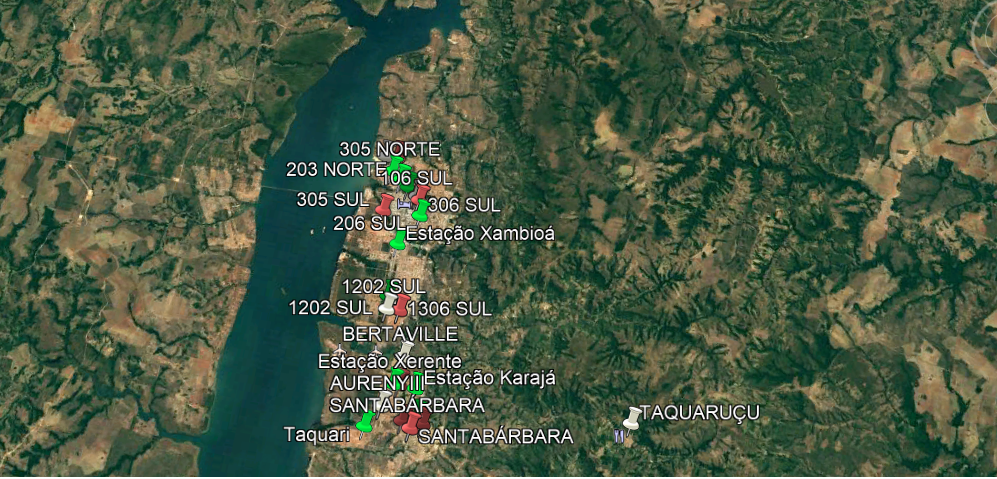 305 NORTE
203 NORTE
106 SUL
305 SUL
306 SUL
206 SUL
Estação Xambioá
1202 SUL
1202 SUL
1306 SUL
BERTAVILLE
Estação Xerente
Estação Karajá
AURENYIII
SANTABÁRBARA
TAQUARUÇU
Taquari
SANTABÁRBARA